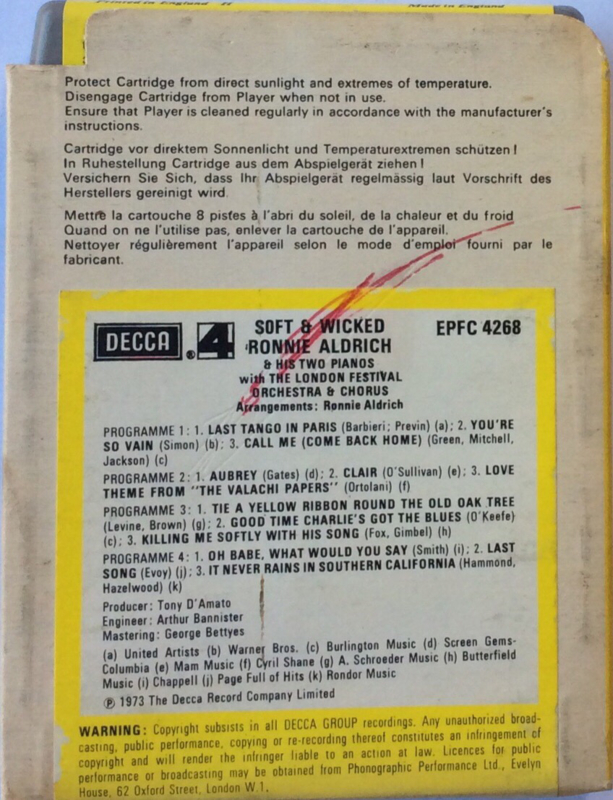 Printed in England
Made in England
Protect Cartridge from direct sunlight and extremes of temperature.
Disengage Cartridge from Player when not in use.
Ensure that Player is cleaned regularly in accordance with the manufacturer's
instructions.
Cartridge vor direktem Sonnenlicht und Temperaturextremen schützen!
In Ruhestellung Cartridge aus dem Abspielgerät ziehen!
Versichern Sie Sich, dass Ihr Abspielgerät regelmässig laut Vorschrift des
Herstellers gereinigt wird.
Mettre la cartouche 8 pistes à l'abri du soleil, de la chaleur et du froid
Quand on ne l'utilise pas, enlever la cartouche de l'appareil.
Nettoyer régulièrement l'appareil selon le mode d'emploi fourni par le
fabricant.
DECCA ® 4
SOFT & WICKED
EPFC 4268
RONNIE ALDRICH
& HIS TWO PIANOS
with THE LONDON FESTIVAL
ORCHESTRA & CHORUS
Arrangements: Ronnie Aldrich
PROGRAMME 1: 1. LAST TANGO IN PARIS (Barbieri; Previn) (a); 2. YOU'RE
SO VAIN (Simon) (b); 3. CALL ME (COME BACK HOME) (Green, Mitchell,
Jackson) (c)
PROGRAMME 2: 1. AUBREY (Gates) (d); 2. CLAIR (O'Sullivan) (e); 3. LOVE
THEME FROM "THE VALACHI PAPERS" (Ortolani) (f)
PROGRAMME 3: 1. TIE A YELLOW RIBBON ROUND THE OLD OAK TREE
(Levine, Brown) (g); 2. GOOD TIME CHARLIE'S GOT THE BLUES (O'Keefe)
(c); 3. KILLING ME SOFTLY WITH HIS SONG (Fox, Gimbel) (h)
PROGRAMME 4: 1. OH BABE, WHAT WOULD YOU SAY (Smith) (i); 2. LAST
SONG (Evoy) (j); 3. IT NEVER RAINS IN SOUTHERN CALIFORNIA (Hammond,
Hazelwood) (k)
Producer: Tony D'Amato
Engineer: Arthur Bannister
Mastering: George Bettyes
(a) United Artists (b) Warner Bros. (c) Burlington Music (d) Screen Gems-
Columbia (e) Mam Music (f) Cyril Shane (g) A. Schroeder Music (h) Butterfield
Music (i) Chappell (j) Page Full of Hits (k) Rondor Music
℗ 1973 The Decca Record Company Limited
WARNING: Copyright subsists in all DECCA GROUP recordings. Any unauthorized broad-
casting, public performance, copying or re-recording thereof constitutes an infringement of
copyright and will render the infringer liable to an action at law. Licences for public
performance or broadcasting may be obtained from Phonographic Performance Ltd., Evelyn
House, 62 Oxford Street, London W.1.